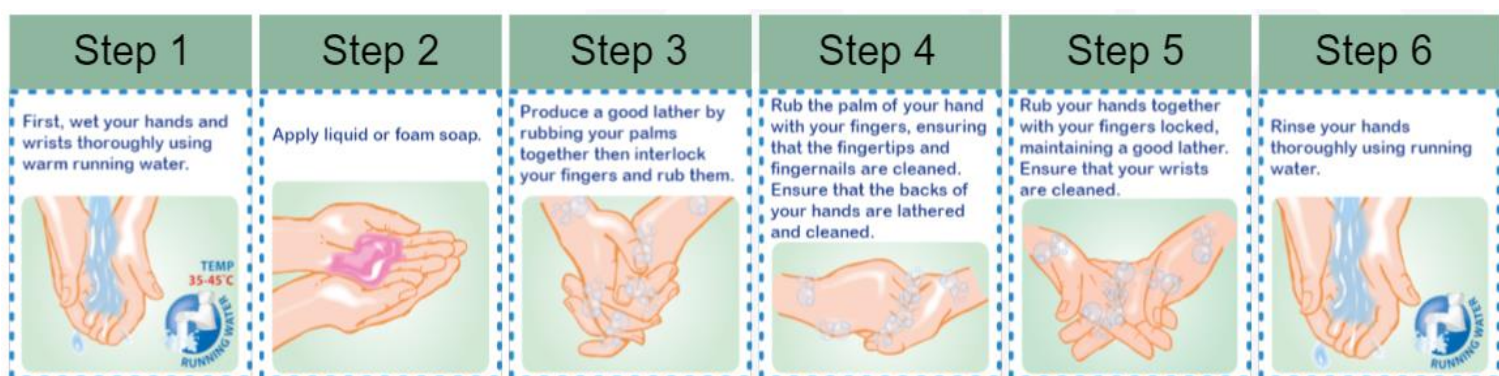 Step 1
First, wet your hands and
wrists thoroughly using
warm running water.
TEMP
35-45°C
RUNNING WATER
Step 2
Apply liquid or foam soap.
Step 3
Produce a good lather by
rubbing your palms
together then interlock
your fingers and rub them.
Step 4
Rub the palm of your hand
with your fingers, ensuring
that the fingertips and
fingernails are cleaned.
Ensure that the backs of
your hands are lathered
and cleaned.
Step 5
Rub your hands together
with your fingers locked,
maintaining a good lather.
Ensure that your wrists
are cleaned.
Step 6
Rinse your hands
thoroughly using running
water.
RUNNING WATER